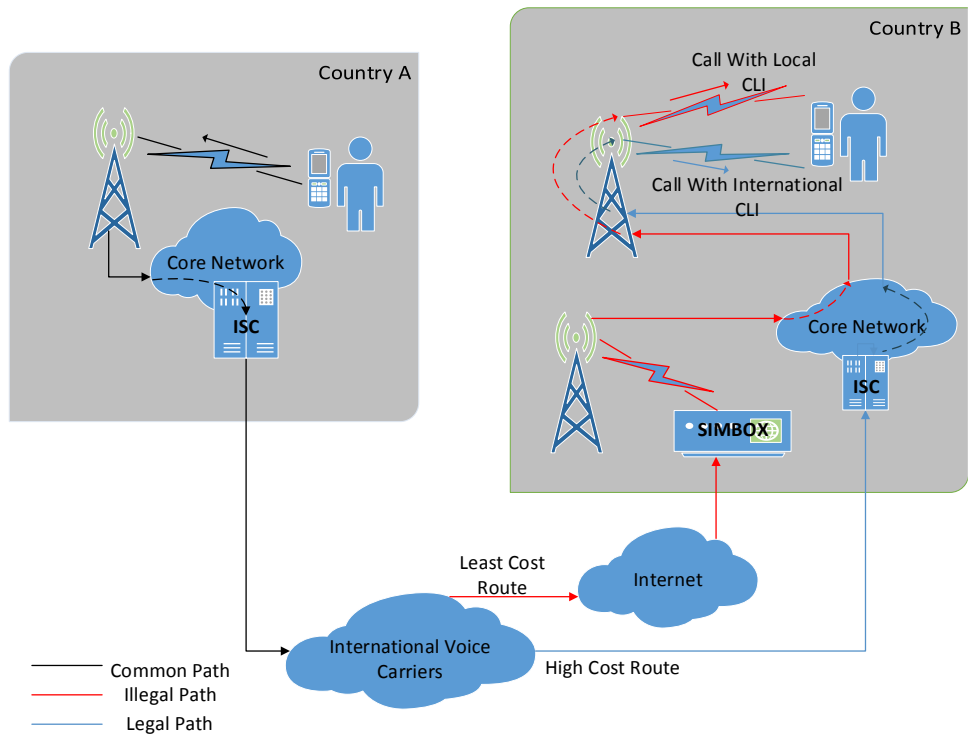 Country A
Core Network
ISC
Country B
Call With Local
CLI
Call With International
CLI
Core Network
ISC
SIMBOX
Least Cost
Route
Internet
International Voice
Carriers
High Cost Route
Common Path
Illegal Path
Legal Path